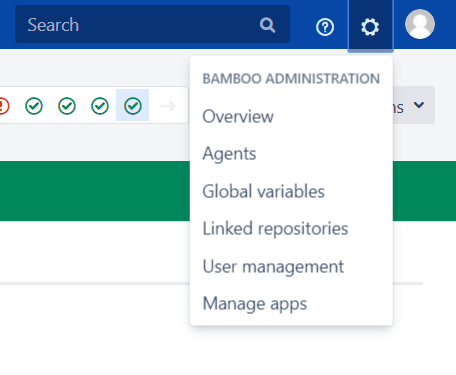 Search
BAMBOO ADMINISTRATION
Overview
Agents
Global variables
Linked repositories
User management
Manage apps